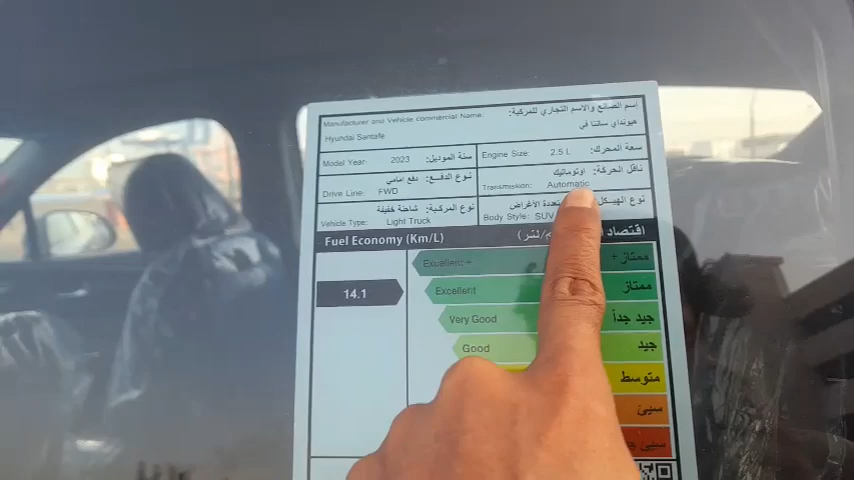 Manufacturer and Vehicle commercial Name: إسم الصانع والاسم التجاري للمركبة:
Hyundai Santafe هيونداي سانتا في
Model Year: 2023 سنة الموديل:
Engine Size: 2.5 L سعة المحرك:
Drive Line: FWD دفع امامي نوع الدفع:
Transmission: Automatic اوتوماتيك ناقل الحركة:
Vehicle Type: Light Truck شاحنة خفيفة نوع المركبة:
Body Style: SUV نوع الهيكل
Fuel Economy (Km/L) اقتصاد
Excellent + ممتاز +
14.1
Excellent ممتاز
Very Good جيد جداً
Good جيد
متوسط
سيئ
سيئ